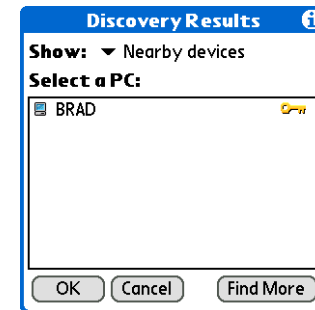 Discovery Results
Show: Nearby devices
Select a PC:
BRAD
OK Cancel Find More